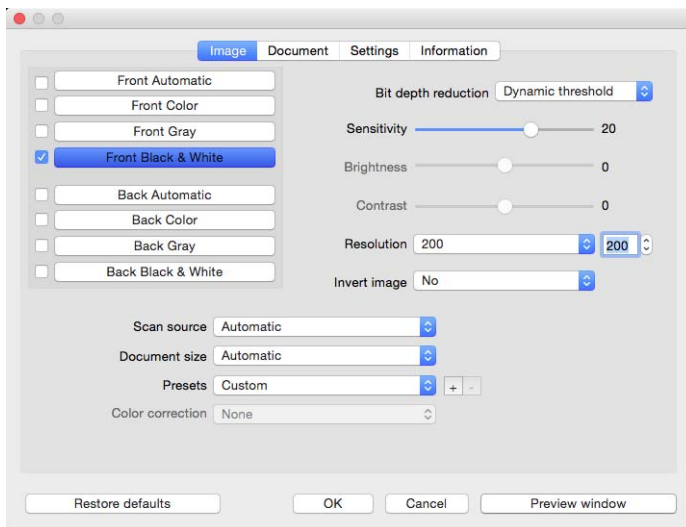 Image Document Settings Information
Front Automatic
Front Color
Front Gray
Front Black & White
Back Automatic
Back Color
Back Gray
Back Black & White
Bit depth reduction Dynamic threshold
Sensitivity 20
Brightness 0
Contrast 0
Resolution 200 200
Invert image No
Scan source Automatic
Document size Automatic
Presets Custom + -
Color correction None
Restore defaults OK Cancel Preview window